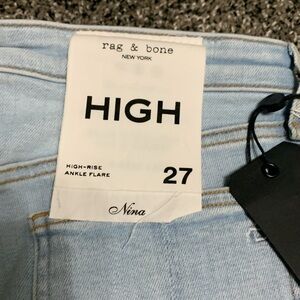 rag & bone
NEW YORK
HIGH
HIGH-RISE
ANKLE FLARE
27
Nina